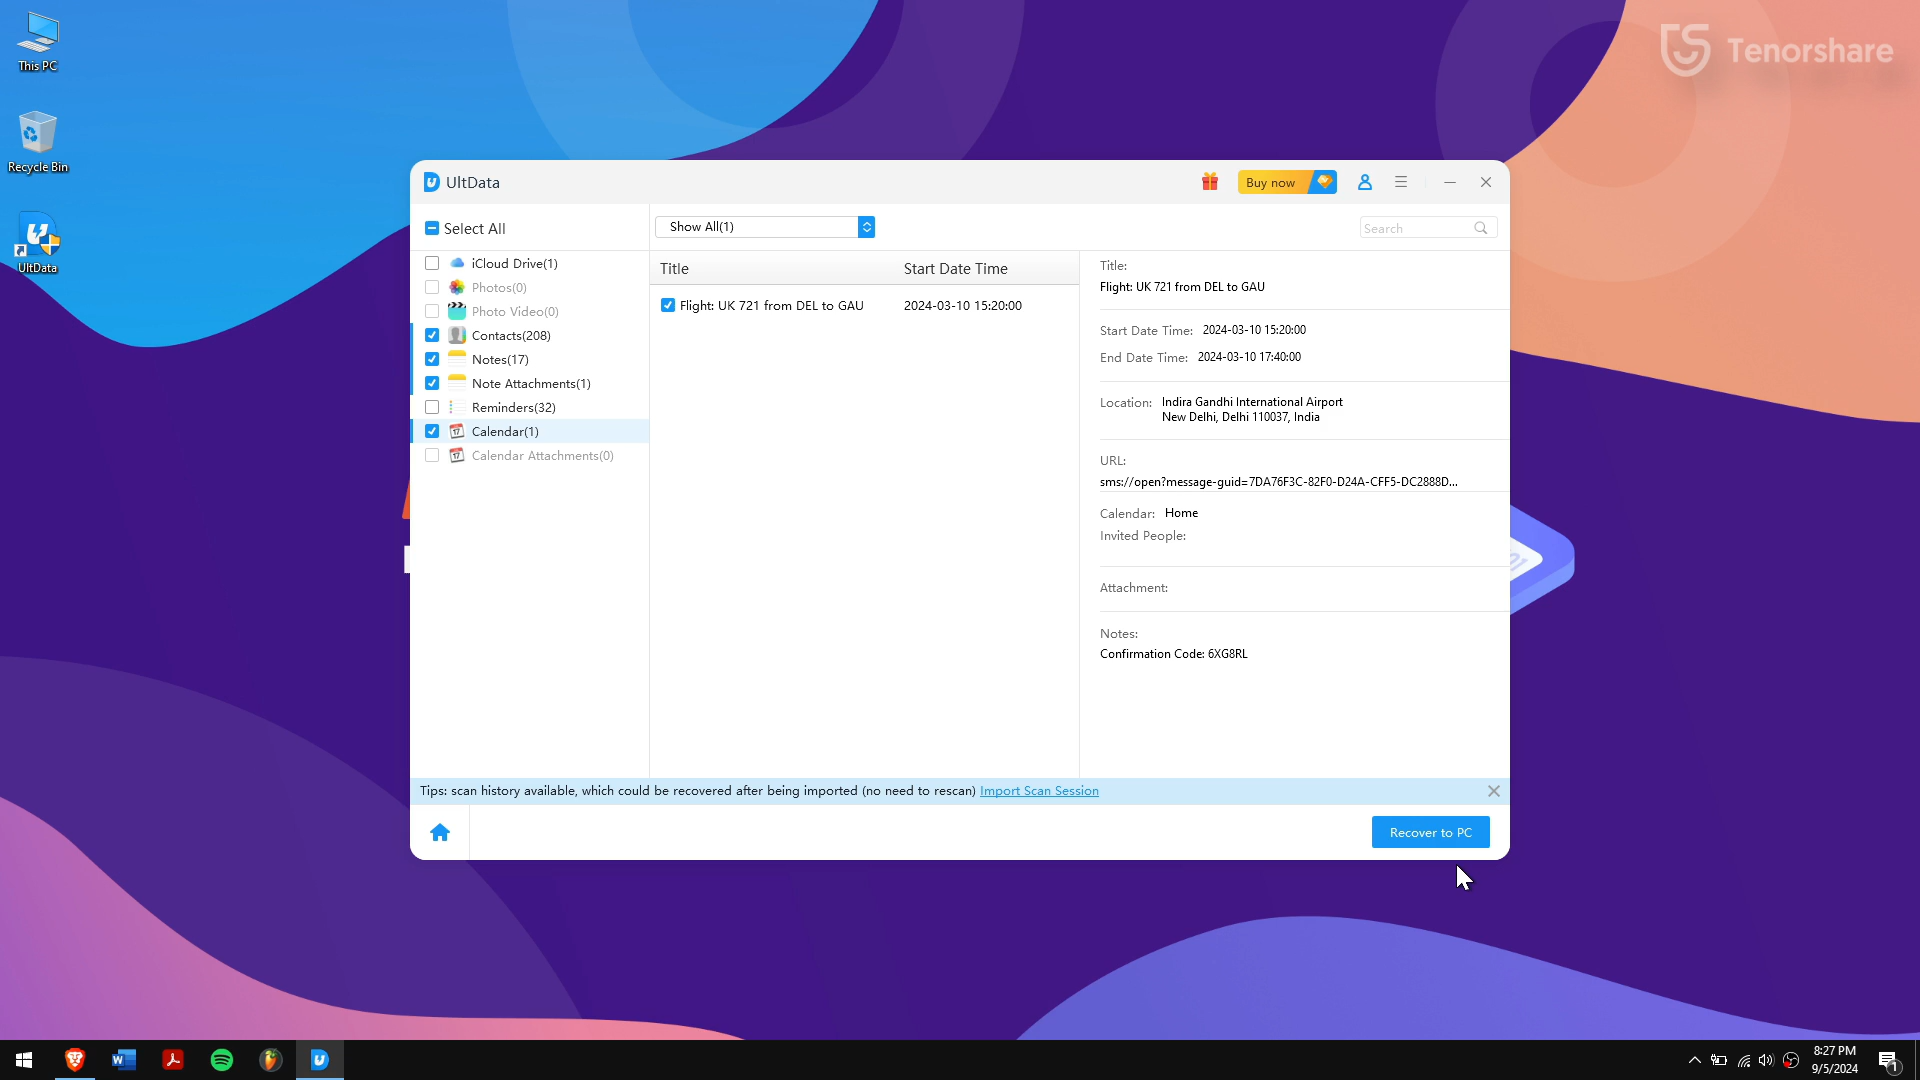 This PC
Recycle Bin
UltData
Tenorshare
UltData
Buy now
Select All
Show All(1)
Search
iCloud Drive(1)
Photos(0)
Photo Video(0)
Contacts(208)
Notes(17)
Note Attachments(1)
Reminders(32)
Calendar(1)
Calendar Attachments(0)
Title Start Date Time
Flight: UK 721 from DEL to GAU 2024-03-10 15:20:00
Title:
Flight: UK 721 from DEL to GAU
Start Date Time: 2024-03-10 15:20:00
End Date Time: 2024-03-10 17:40:00
Location: Indira Gandhi International Airport
New Delhi, Delhi 110037, India
URL:
sms://open?message-guid=7DA76F3C-82F0-D24A-CFF5-DC2888D...
Calendar: Home
Invited People:
Attachment:
Notes:
Confirmation Code: 6XG8RL
Tips: scan history available, which could be recovered after being imported (no need to rescan) Import Scan Session
Recover to PC
8:27 PM
9/5/2024
1